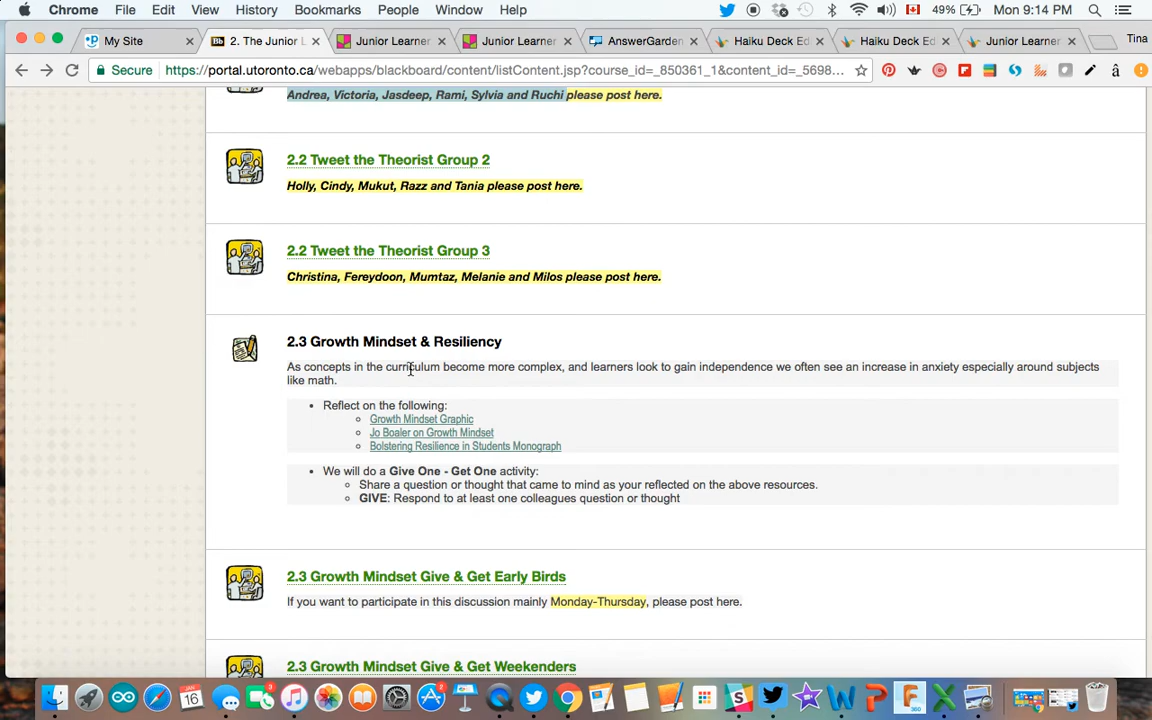 Chrome File Edit View History Bookmarks People Window Help 49% Mon 9:14 PM
My Site 2. The Junior L Junior Learner Junior Learner AnswerGarden Haiku Deck Ed Haiku Deck Ed Junior Learner Tina
Secure https://portal.utoronto.ca/webapps/blackboard/content/listContent.jsp?course_id=_850361_1&content_id=_5698...
Andrea, Victoria, Jasdeep, Rami, Sylvia and Ruchi please post here.
2.2 Tweet the Theorist Group 2
Holly, Cindy, Mukut, Razz and Tania please post here.
2.2 Tweet the Theorist Group 3
Christina, Fereydoon, Mumtaz, Melanie and Milos please post here.
2.3 Growth Mindset & Resiliency
As concepts in the curriculum become more complex, and learners look to gain independence we often see an increase in anxiety especially around subjects
like math.
• Reflect on the following:
Growth Mindset Graphic
Jo Boaler on Growth Mindset
Bolstering Resilience in Students Monograph
• We will do a Give One - Get One activity:
Share a question or thought that came to mind as your reflected on the above resources.
GIVE: Respond to at least one colleagues question or thought
2.3 Growth Mindset Give & Get Early Birds
If you want to participate in this discussion mainly Monday-Thursday, please post here.
2.3 Growth Mindset Give & Get Weekenders